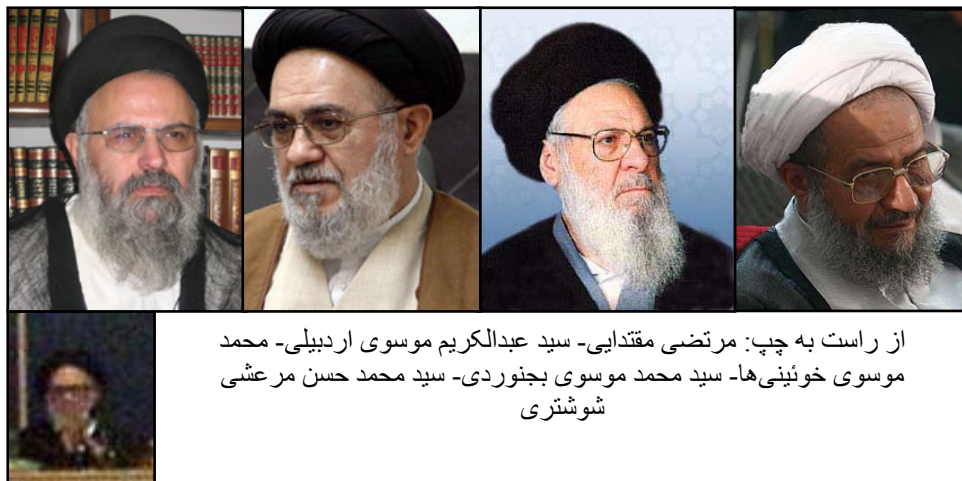 از راست به چپ: مرتضی مقتدایی- سید عبدالکریم موسوی اردبیلی- محمد
موسوی خوئینی‌ها- سید محمد موسوی بجنوردی- سید محمد حسن مرعشی
شوشتری